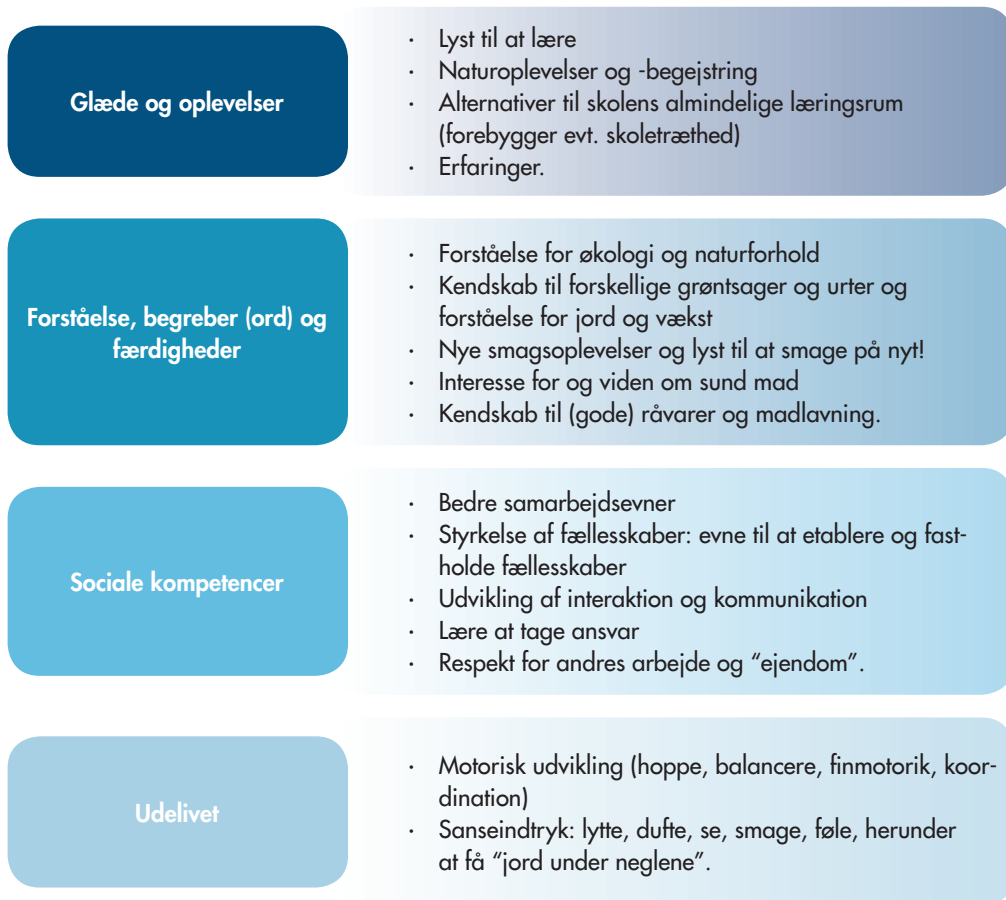 Glæde og oplevelser
· Lyst til at lære
· Naturoplevelser og -begejstring
· Alternativer til skolens almindelige læringsrum
(forebygger evt. skoletræthed)
· Erfaringer.
Forståelse, begreber (ord) og
færdigheder
· Forståelse for økologi og naturforhold
· Kendskab til forskellige grøntsager og urter og
forståelse for jord og vækst
· Nye smagsoplevelser og lyst til at smage på nyt!
· Interesse for og viden om sund mad
· Kendskab til (gode) råvarer og madlavning.
Sociale kompetencer
· Bedre samarbejdsevner
· Styrkelse af fællesskaber: evne til at etablere og fast-
holde fællesskaber
· Udvikling af interaktion og kommunikation
· Lære at tage ansvar
· Respekt for andres arbejde og “ejendom”.
Udelivet
· Motorisk udvikling (hoppe, balancere, finmotorik, koor-
dination)
· Sanseindtryk: lytte, dufte, se, smage, føle, herunder
at få “jord under neglene”.